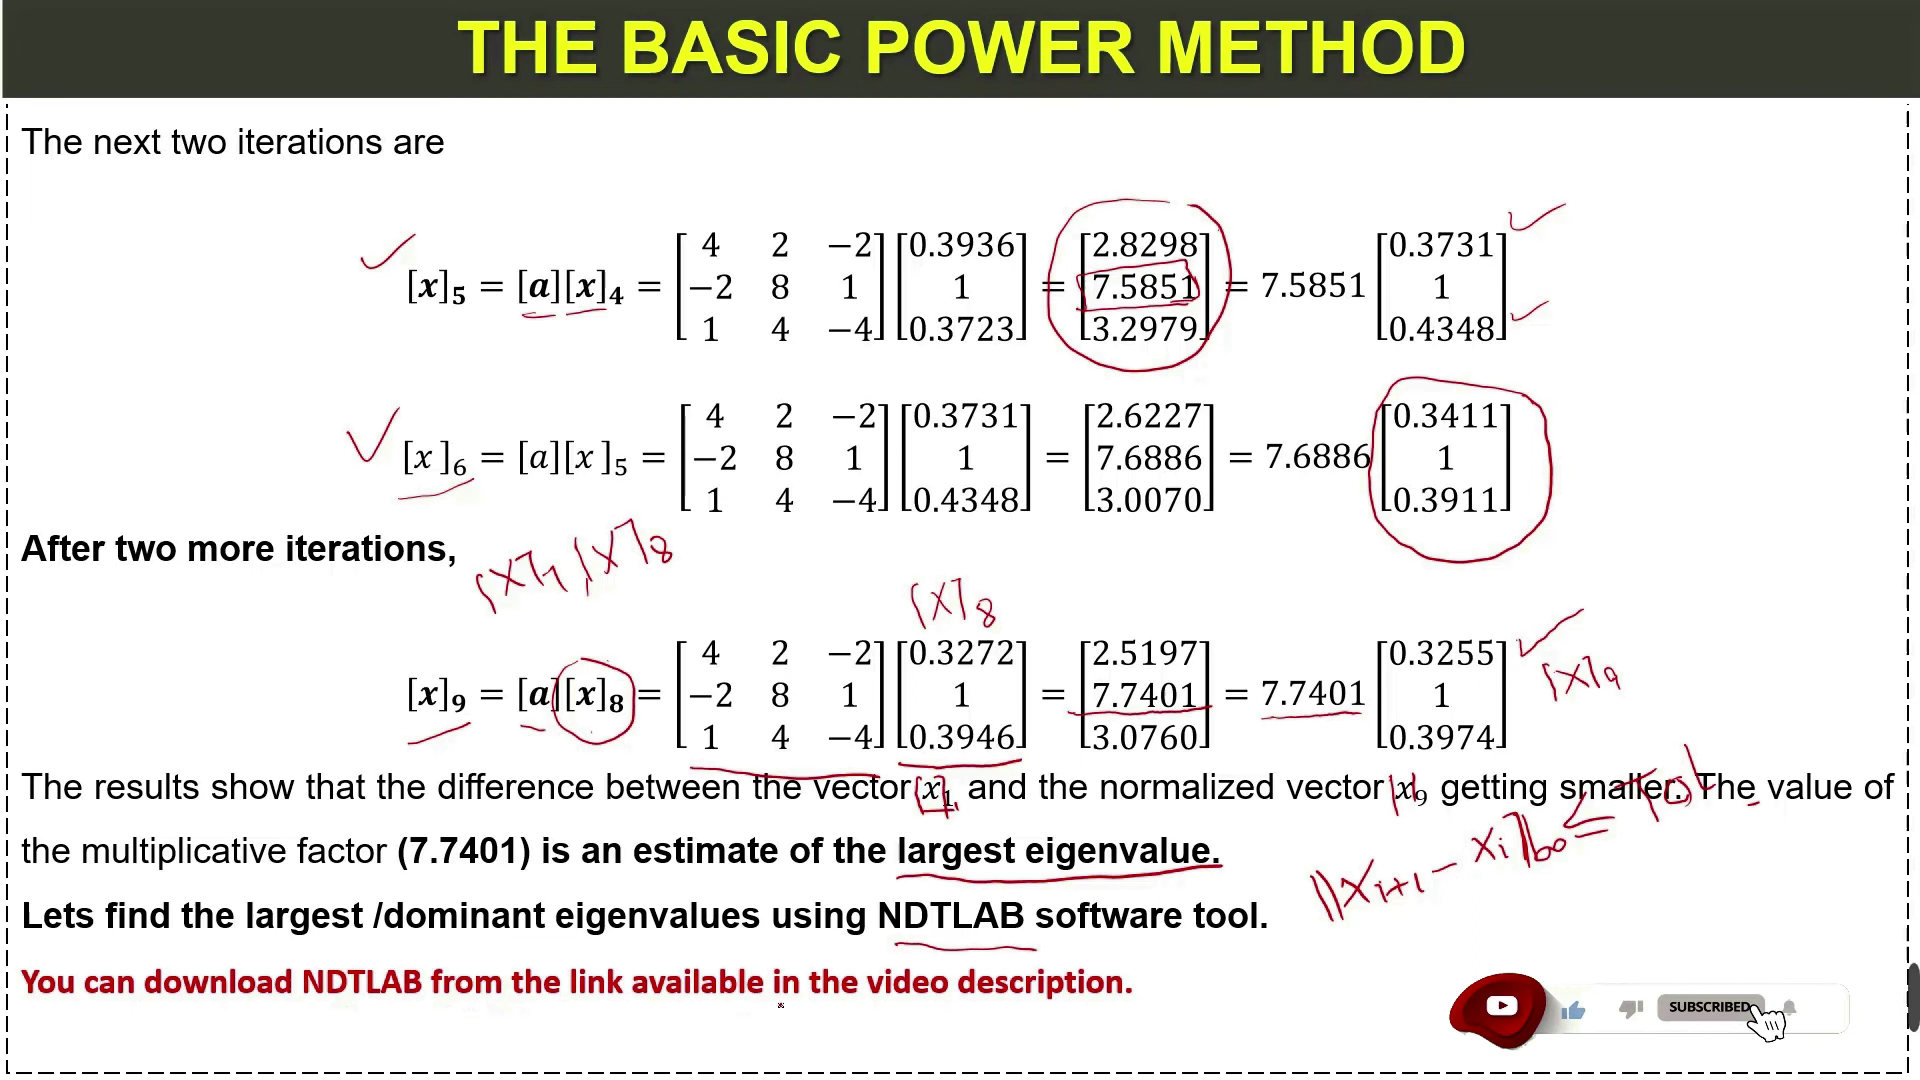 THE BASIC POWER METHOD
The next two iterations are
[x]₅ = [a][x]₄ = [4 2 −2; −2 8 1; 1 4 −4] [0.3936; 1; 0.3723] = [2.8298; 7.5851; 3.2979] = 7.5851 [0.3731; 1; 0.4348]
[x]₆ = [a][x]₅ = [4 2 −2; −2 8 1; 1 4 −4] [0.3731; 1; 0.4348] = [2.6227; 7.6886; 3.0070] = 7.6886 [0.3411; 1; 0.3911]
After two more iterations,
[x]₇ [x]₈
[x]₈
[x]₉ = [a][x]₈ = [4 2 −2; −2 8 1; 1 4 −4] [0.3272; 1; 0.3946] = [2.5197; 7.7401; 3.0760] = 7.7401 [0.3255; 1; 0.3974]
[x]₉
The results show that the difference between the vector [x]₁ and the normalized vector x₉ getting smaller. The value of
the multiplicative factor (7.7401) is an estimate of the largest eigenvalue.
||xᵢ₊₁ − xᵢ||∞ ≤ Tol
Lets find the largest /dominant eigenvalues using NDTLAB software tool.
You can download NDTLAB from the link available in the video description.
SUBSCRIBED